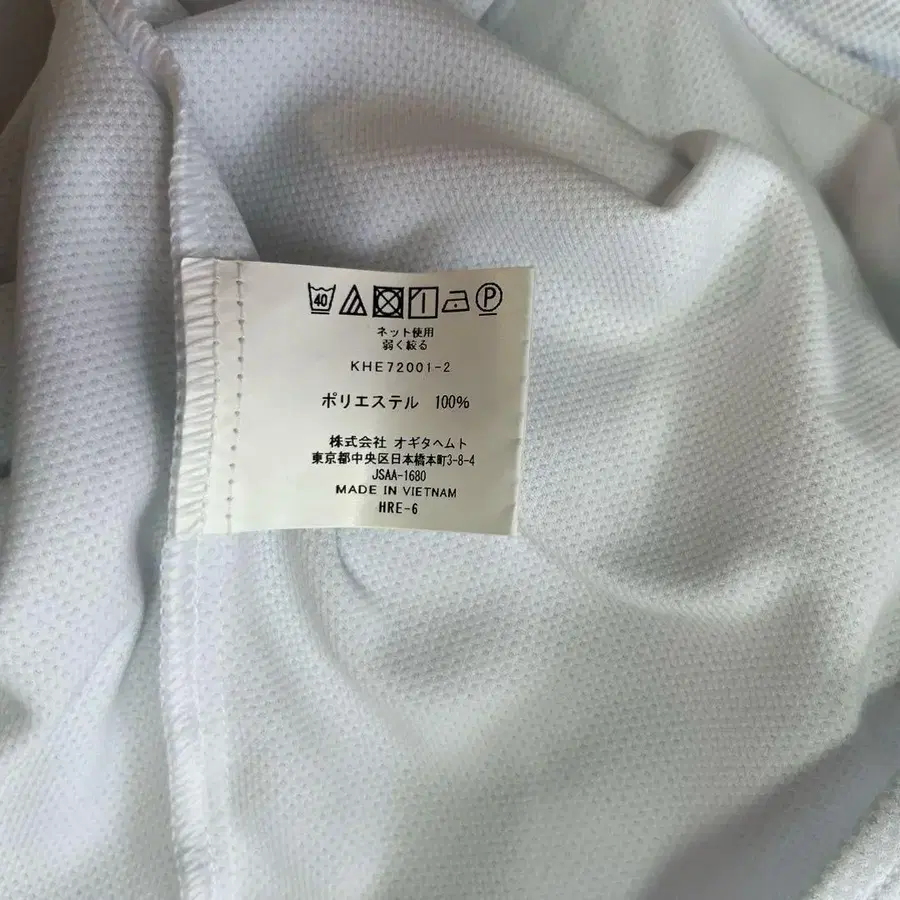 40 P
ネット使用
弱く絞る
KHE72001-2
ポリエステル 100%
株式会社 オギタヘムト
東京都中央区日本橋本町3-8-4
JSAA-1680
MADE IN VIETNAM
HRE-6